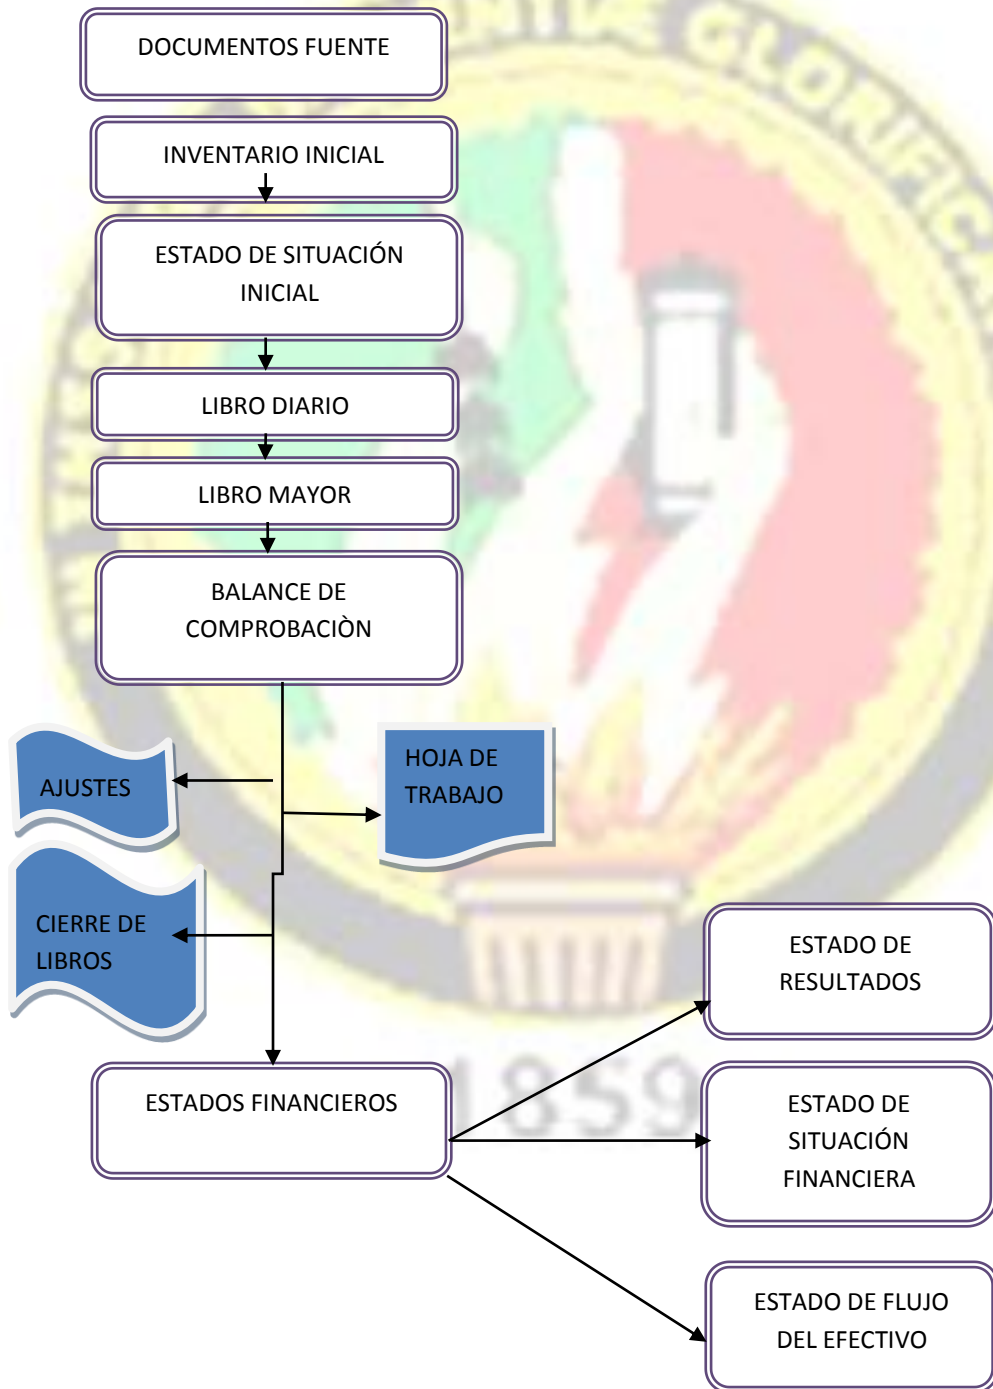 DOCUMENTOS FUENTE
INVENTARIO INICIAL
ESTADO DE SITUACIÓN
INICIAL
LIBRO DIARIO
LIBRO MAYOR
BALANCE DE
COMPROBACIÒN
HOJA DE
TRABAJO
AJUSTES
CIERRE DE
LIBROS
ESTADO DE
RESULTADOS
ESTADOS FINANCIEROS
ESTADO DE
SITUACIÓN
FINANCIERA
ESTADO DE FLUJO
DEL EFECTIVO
1859